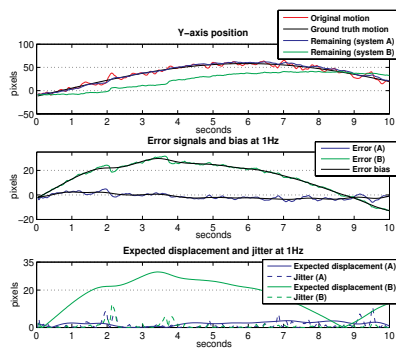 Y-axis position
Original motion
Ground truth motion
Remaining (system A)
Remaining (system B)
pixels
100
50
0
-50
0 1 2 3 4 5 6 7 8 9 10
seconds
Error signals and bias at 1Hz
Error (A)
Error (B)
Error bias
pixels
20
0
-20
0 1 2 3 4 5 6 7 8 9 10
seconds
Expected displacement and jitter at 1Hz
Expected displacement (A)
Jitter (A)
Expected displacement (B)
Jitter (B)
pixels
35
20
0
0 1 2 3 4 5 6 7 8 9 10
seconds